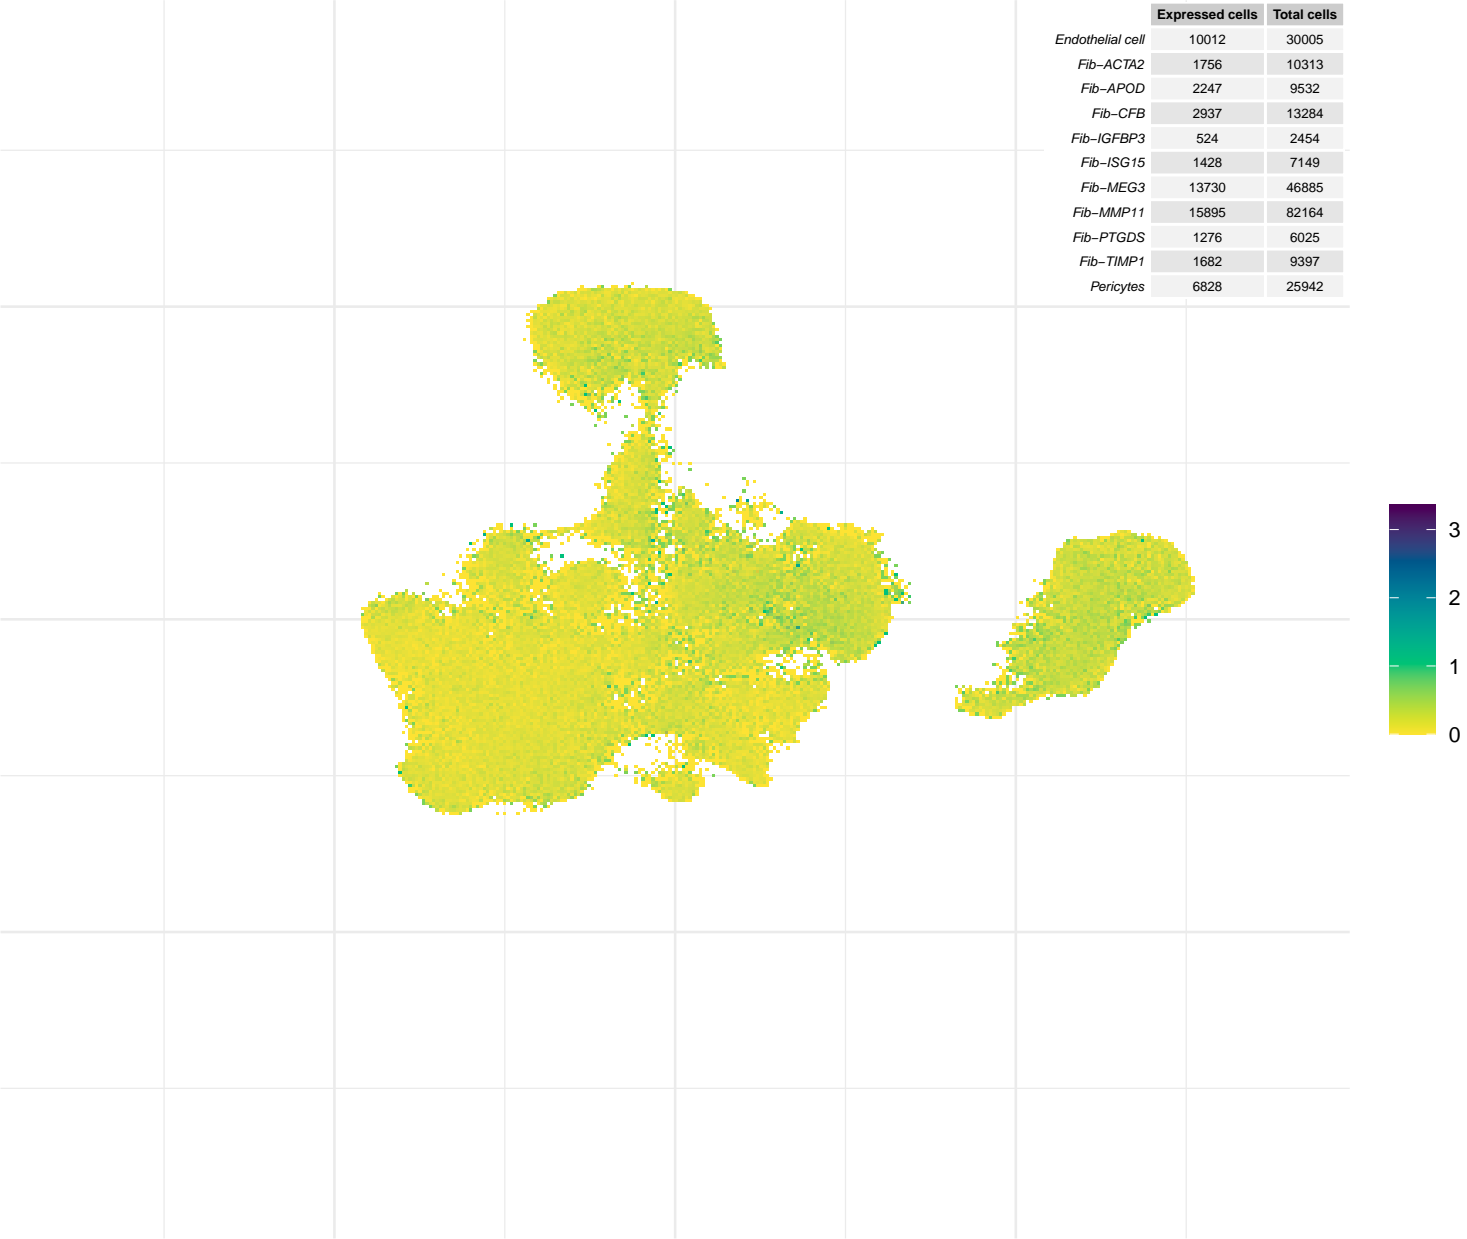 Expressed cells Total cells
Endothelial cell 10012 30005
Fib−ACTA2 1756 10313
Fib−APOD 2247 9532
Fib−CFB 2937 13284
Fib−IGFBP3 524 2454
Fib−ISG15 1428 7149
Fib−MEG3 13730 46885
Fib−MMP11 15895 82164
Fib−PTGDS 1276 6025
Fib−TIMP1 1682 9397
Pericytes 6828 25942
3
2
1
0